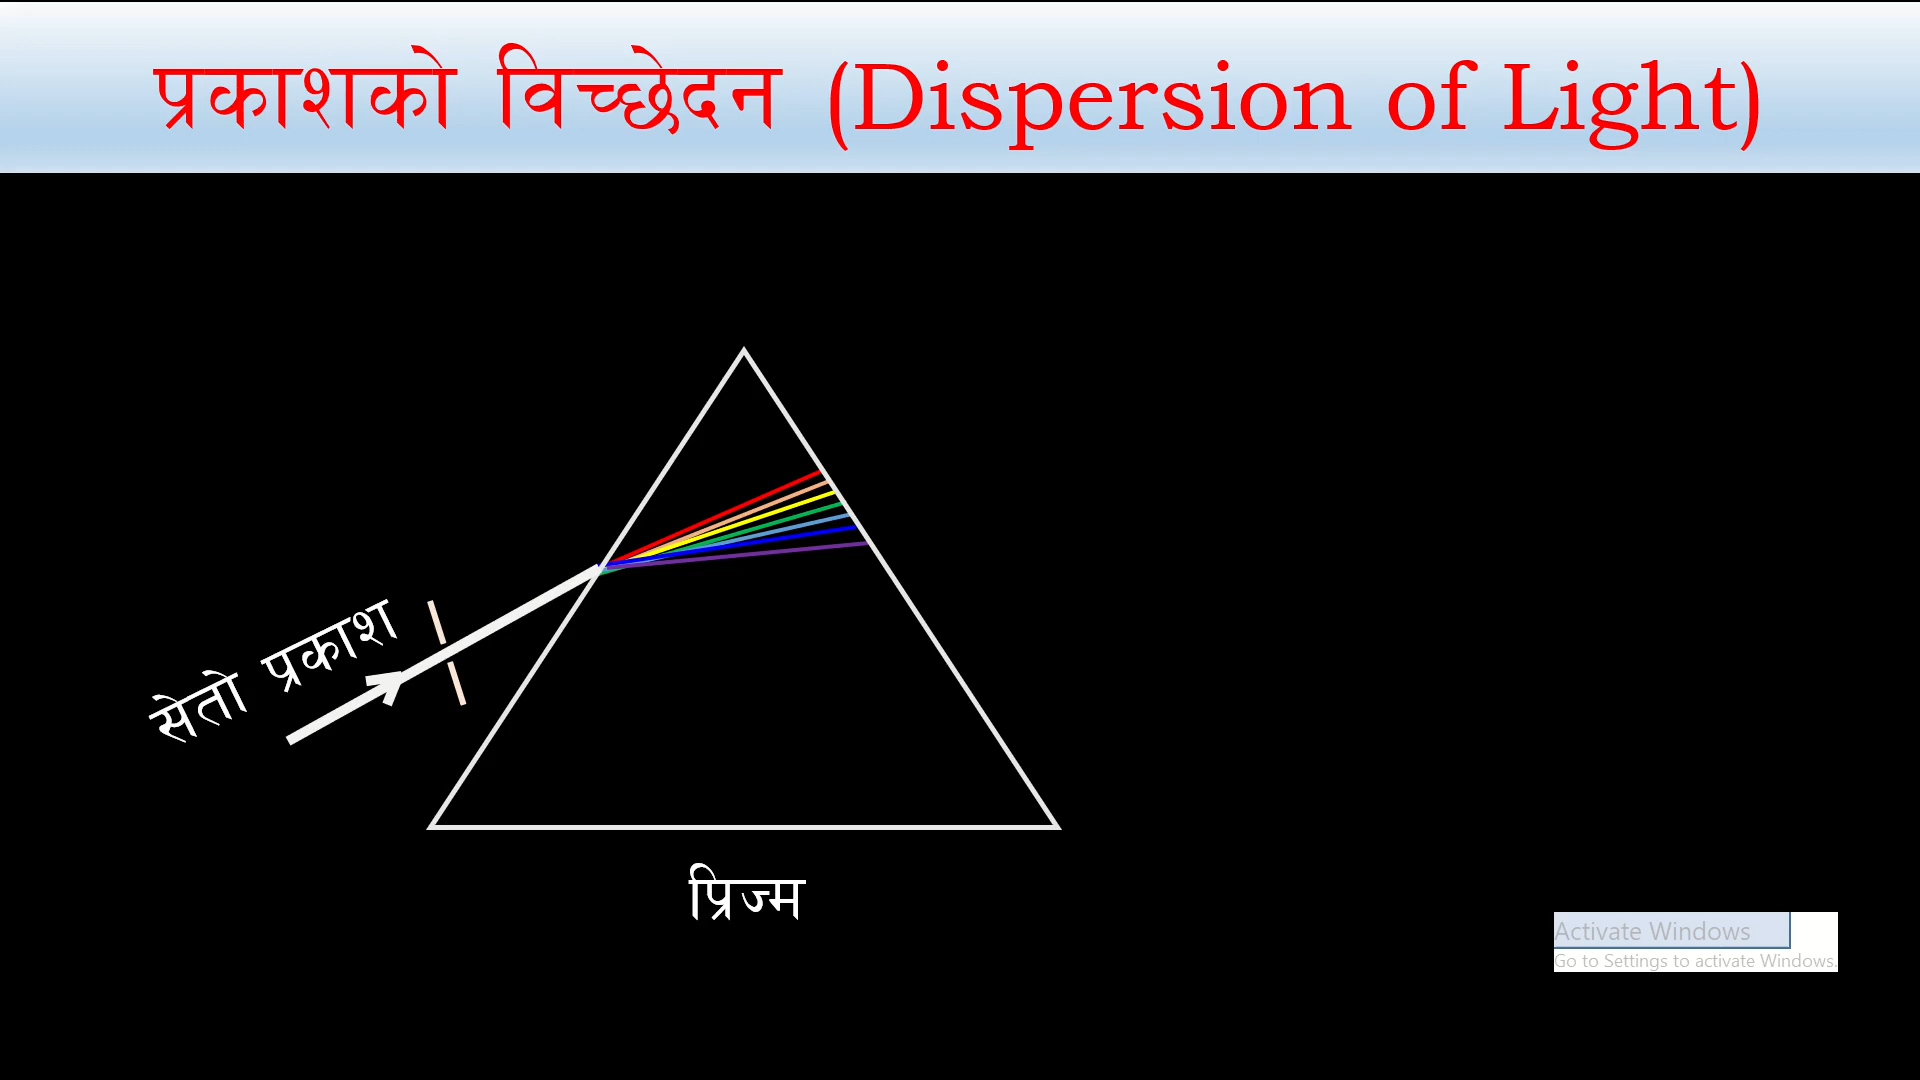 प्रकाशको विच्छेदन (Dispersion of Light)
सेतो प्रकाश
प्रिज्म
Activate Windows
Go to Settings to activate Windows.